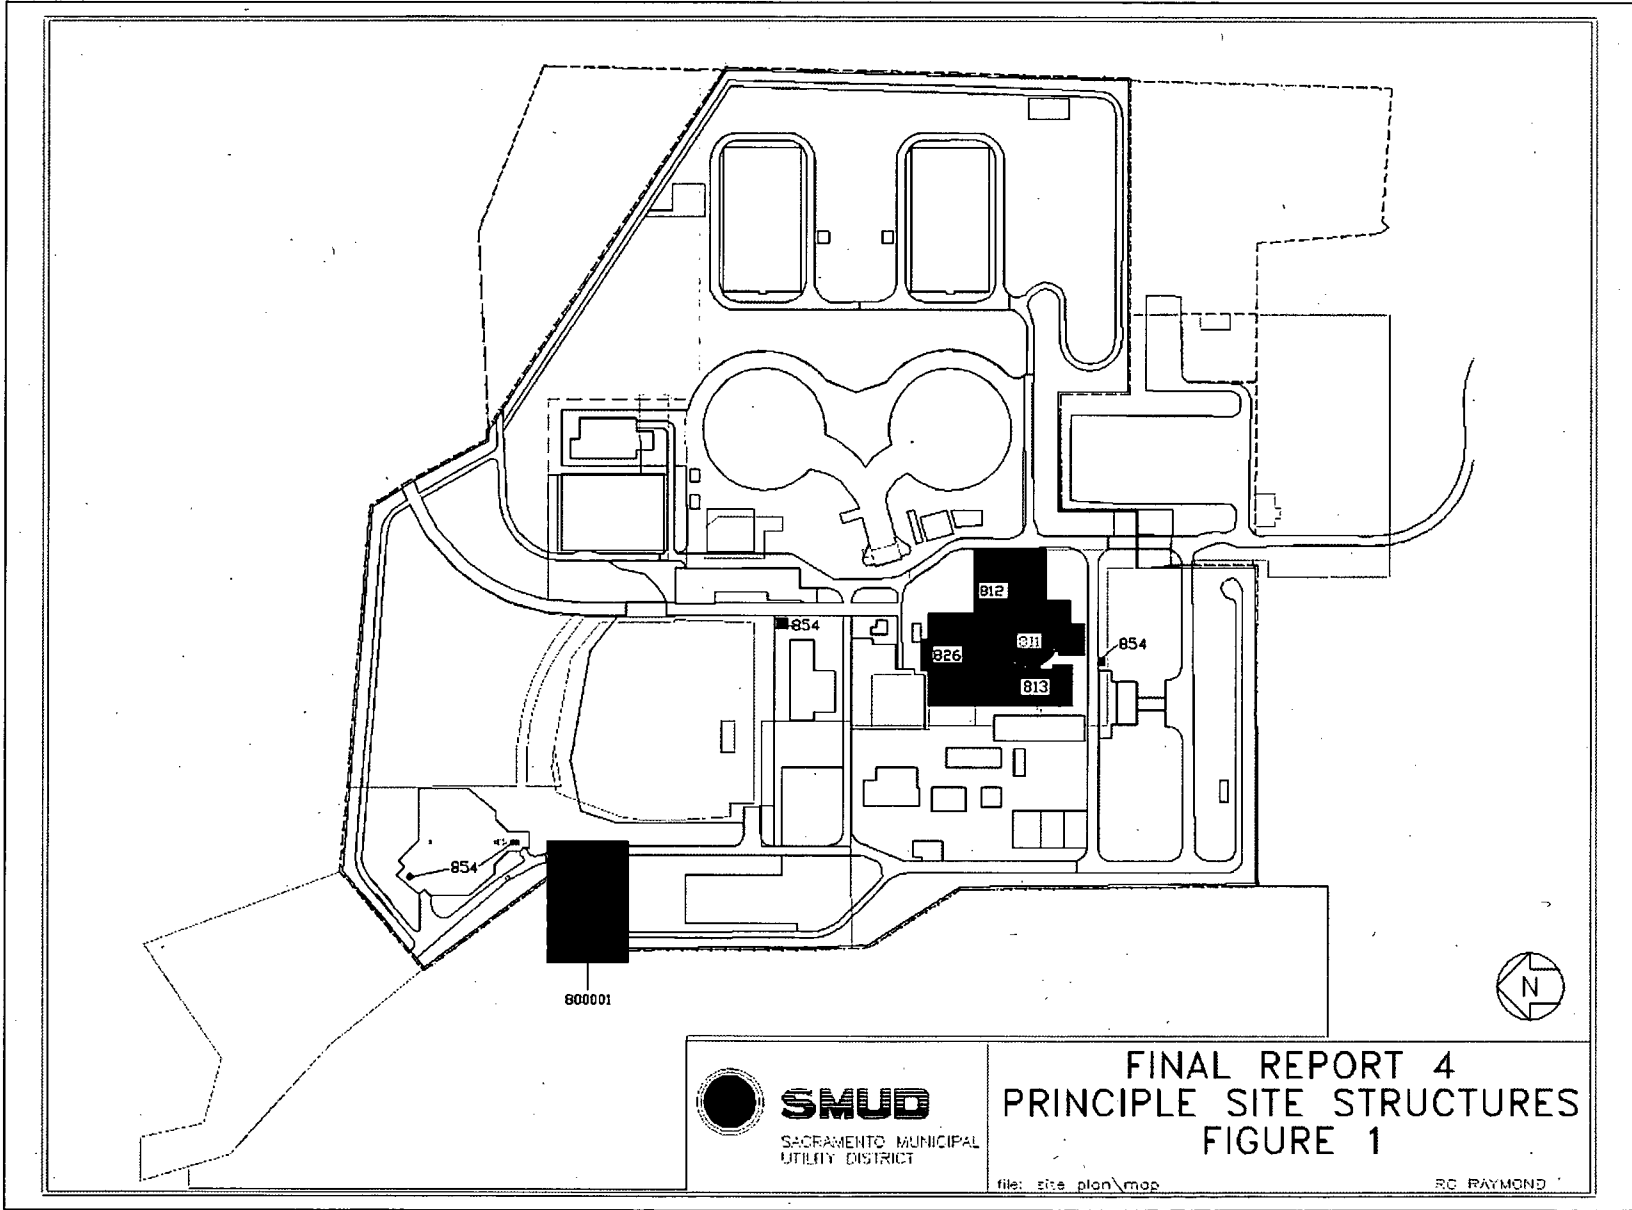 812
811
854
826
854
813
854
800001
N
SMUD
SACRAMENTO MUNICIPAL
UTILITY DISTRICT
FINAL REPORT 4
PRINCIPLE SITE STRUCTURES
FIGURE 1
file: site plan\map
RC RAYMOND